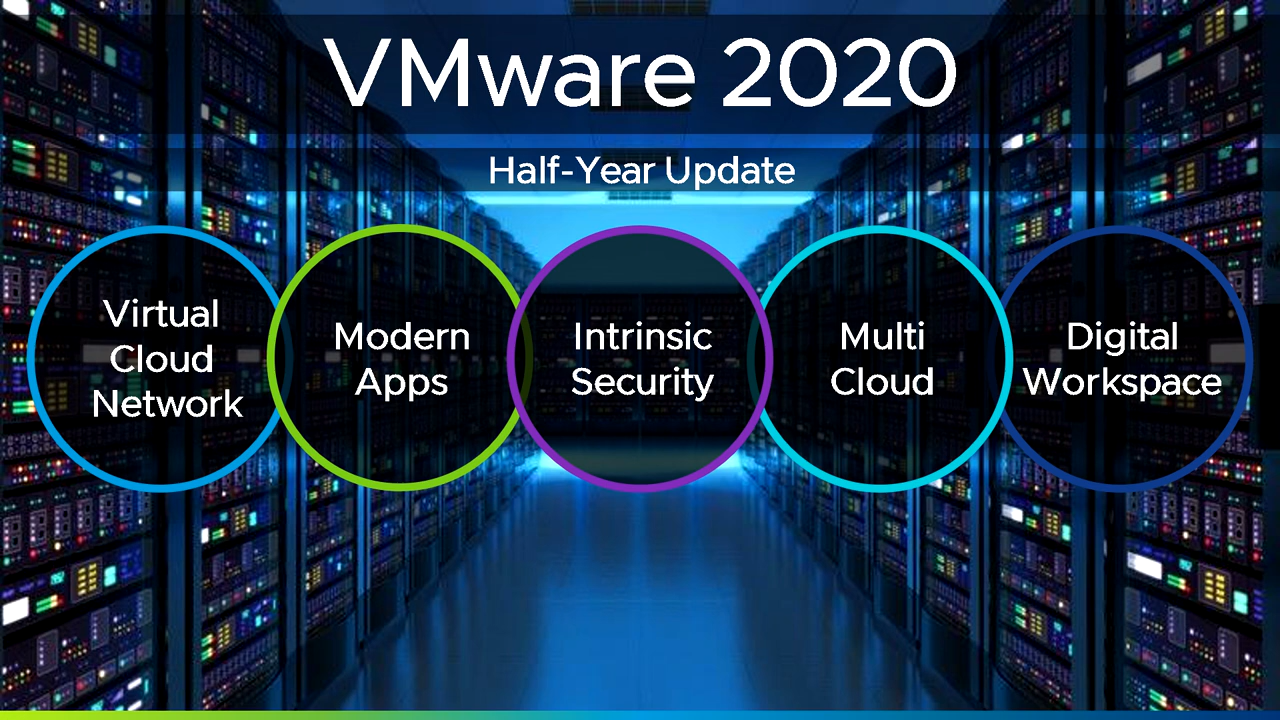 VMware 2020
Half-Year Update
Virtual
Cloud
Network
Modern
Apps
Intrinsic
Security
Multi
Cloud
Digital
Workspace